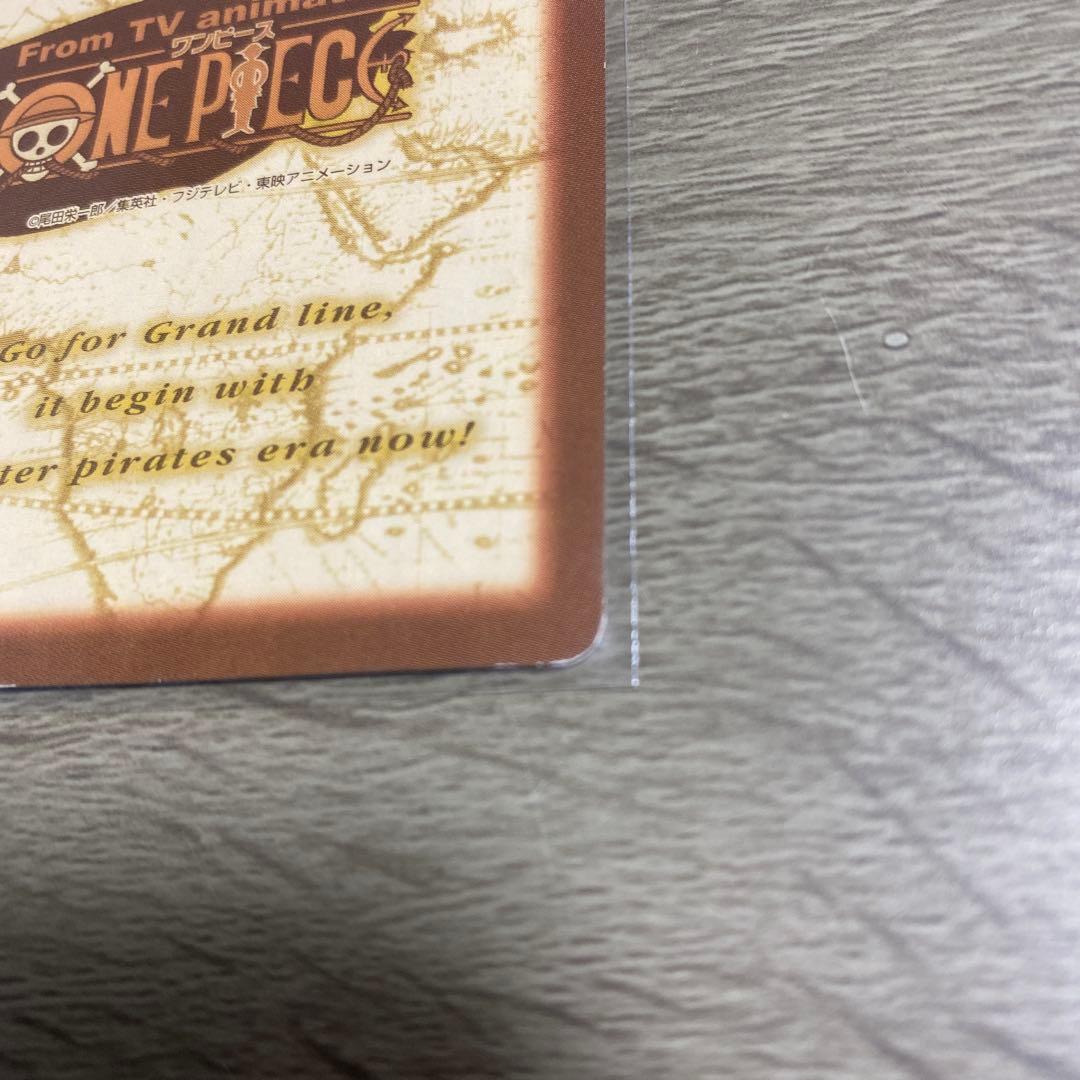 From TV anima
ワンピース
ONE PIECE
©尾田栄一郎／集英社・フジテレビ・東映アニメーション
Go for Grand line,
it begin with
ter pirates era now!